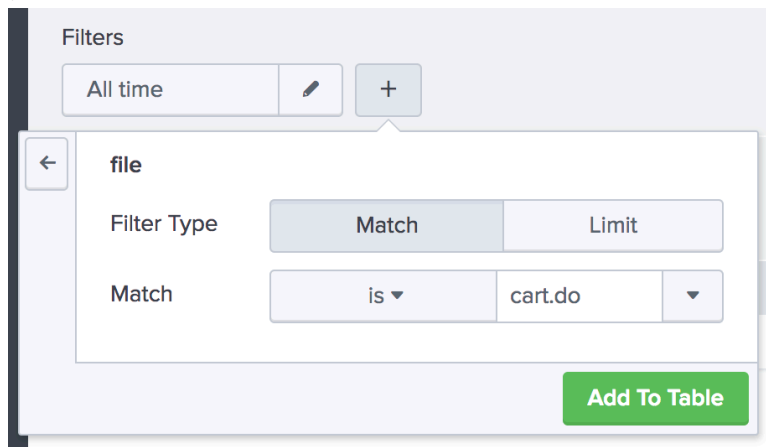 Filters
All time
+
file
Filter Type Match Limit
Match is cart.do
Add To Table